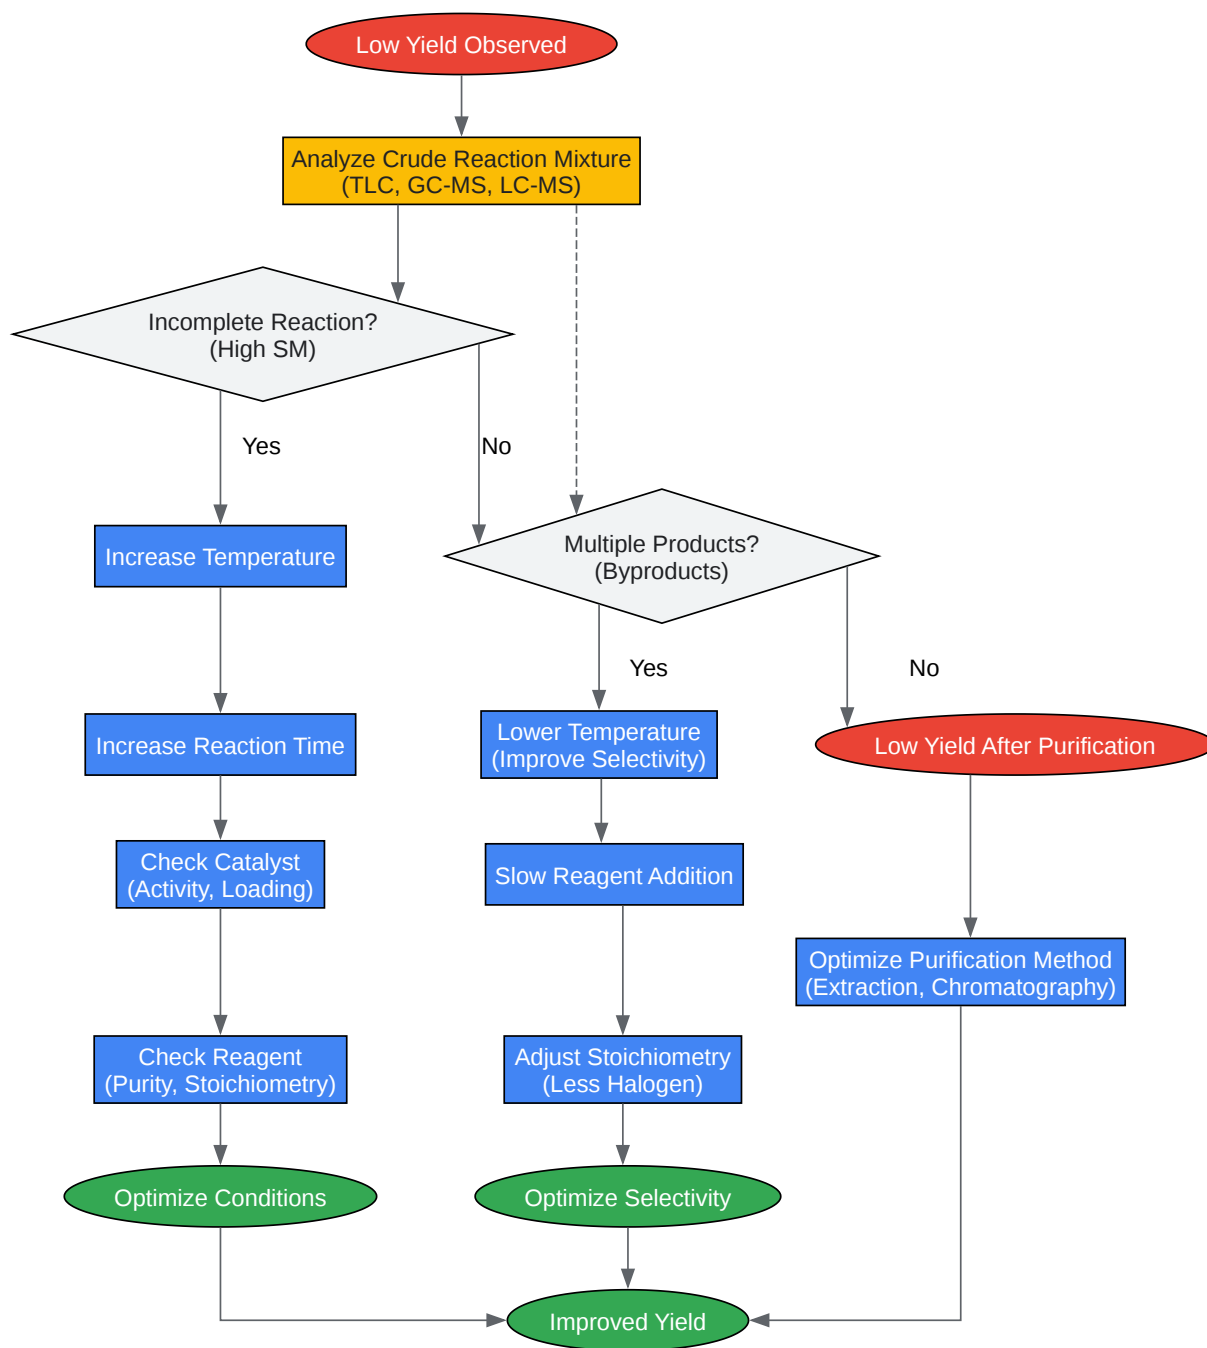 Low Yield Observed
Analyze Crude Reaction Mixture
(TLC, GC-MS, LC-MS)
Incomplete Reaction?
(High SM)
Yes
No
Multiple Products?
(Byproducts)
Increase Temperature
Yes
No
Increase Reaction Time
Lower Temperature
(Improve Selectivity)
Low Yield After Purification
Check Catalyst
(Activity, Loading)
Slow Reagent Addition
Optimize Purification Method
(Extraction, Chromatography)
Check Reagent
(Purity, Stoichiometry)
Adjust Stoichiometry
(Less Halogen)
Optimize Conditions
Optimize Selectivity
Improved Yield